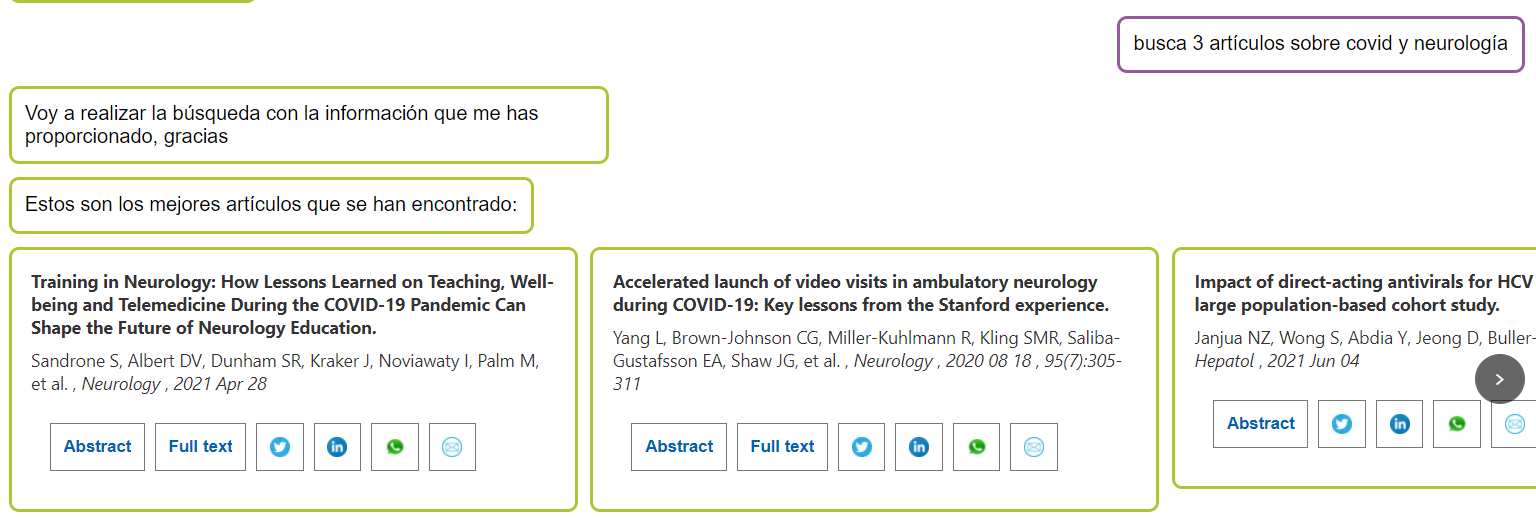 busca 3 artículos sobre covid y neurología
Voy a realizar la búsqueda con la información que me has
proporcionado, gracias
Estos son los mejores artículos que se han encontrado:
Training in Neurology: How Lessons Learned on Teaching, Well-
being and Telemedicine During the COVID-19 Pandemic Can
Shape the Future of Neurology Education.
Sandrone S, Albert DV, Dunham SR, Kraker J, Noviawaty I, Palm M,
et al. , Neurology , 2021 Apr 28
Abstract
Full text
Accelerated launch of video visits in ambulatory neurology
during COVID-19: Key lessons from the Stanford experience.
Yang L, Brown-Johnson CG, Miller-Kuhlmann R, Kling SMR, Saliba-
Gustafsson EA, Shaw JG, et al. , Neurology , 2020 08 18 , 95(7):305-
311
Abstract
Full text
Impact of direct-acting antivirals for HCV
large population-based cohort study.
Janjua NZ, Wong S, Abdia Y, Jeong D, Buller-
Hepatol , 2021 Jun 04
Abstract